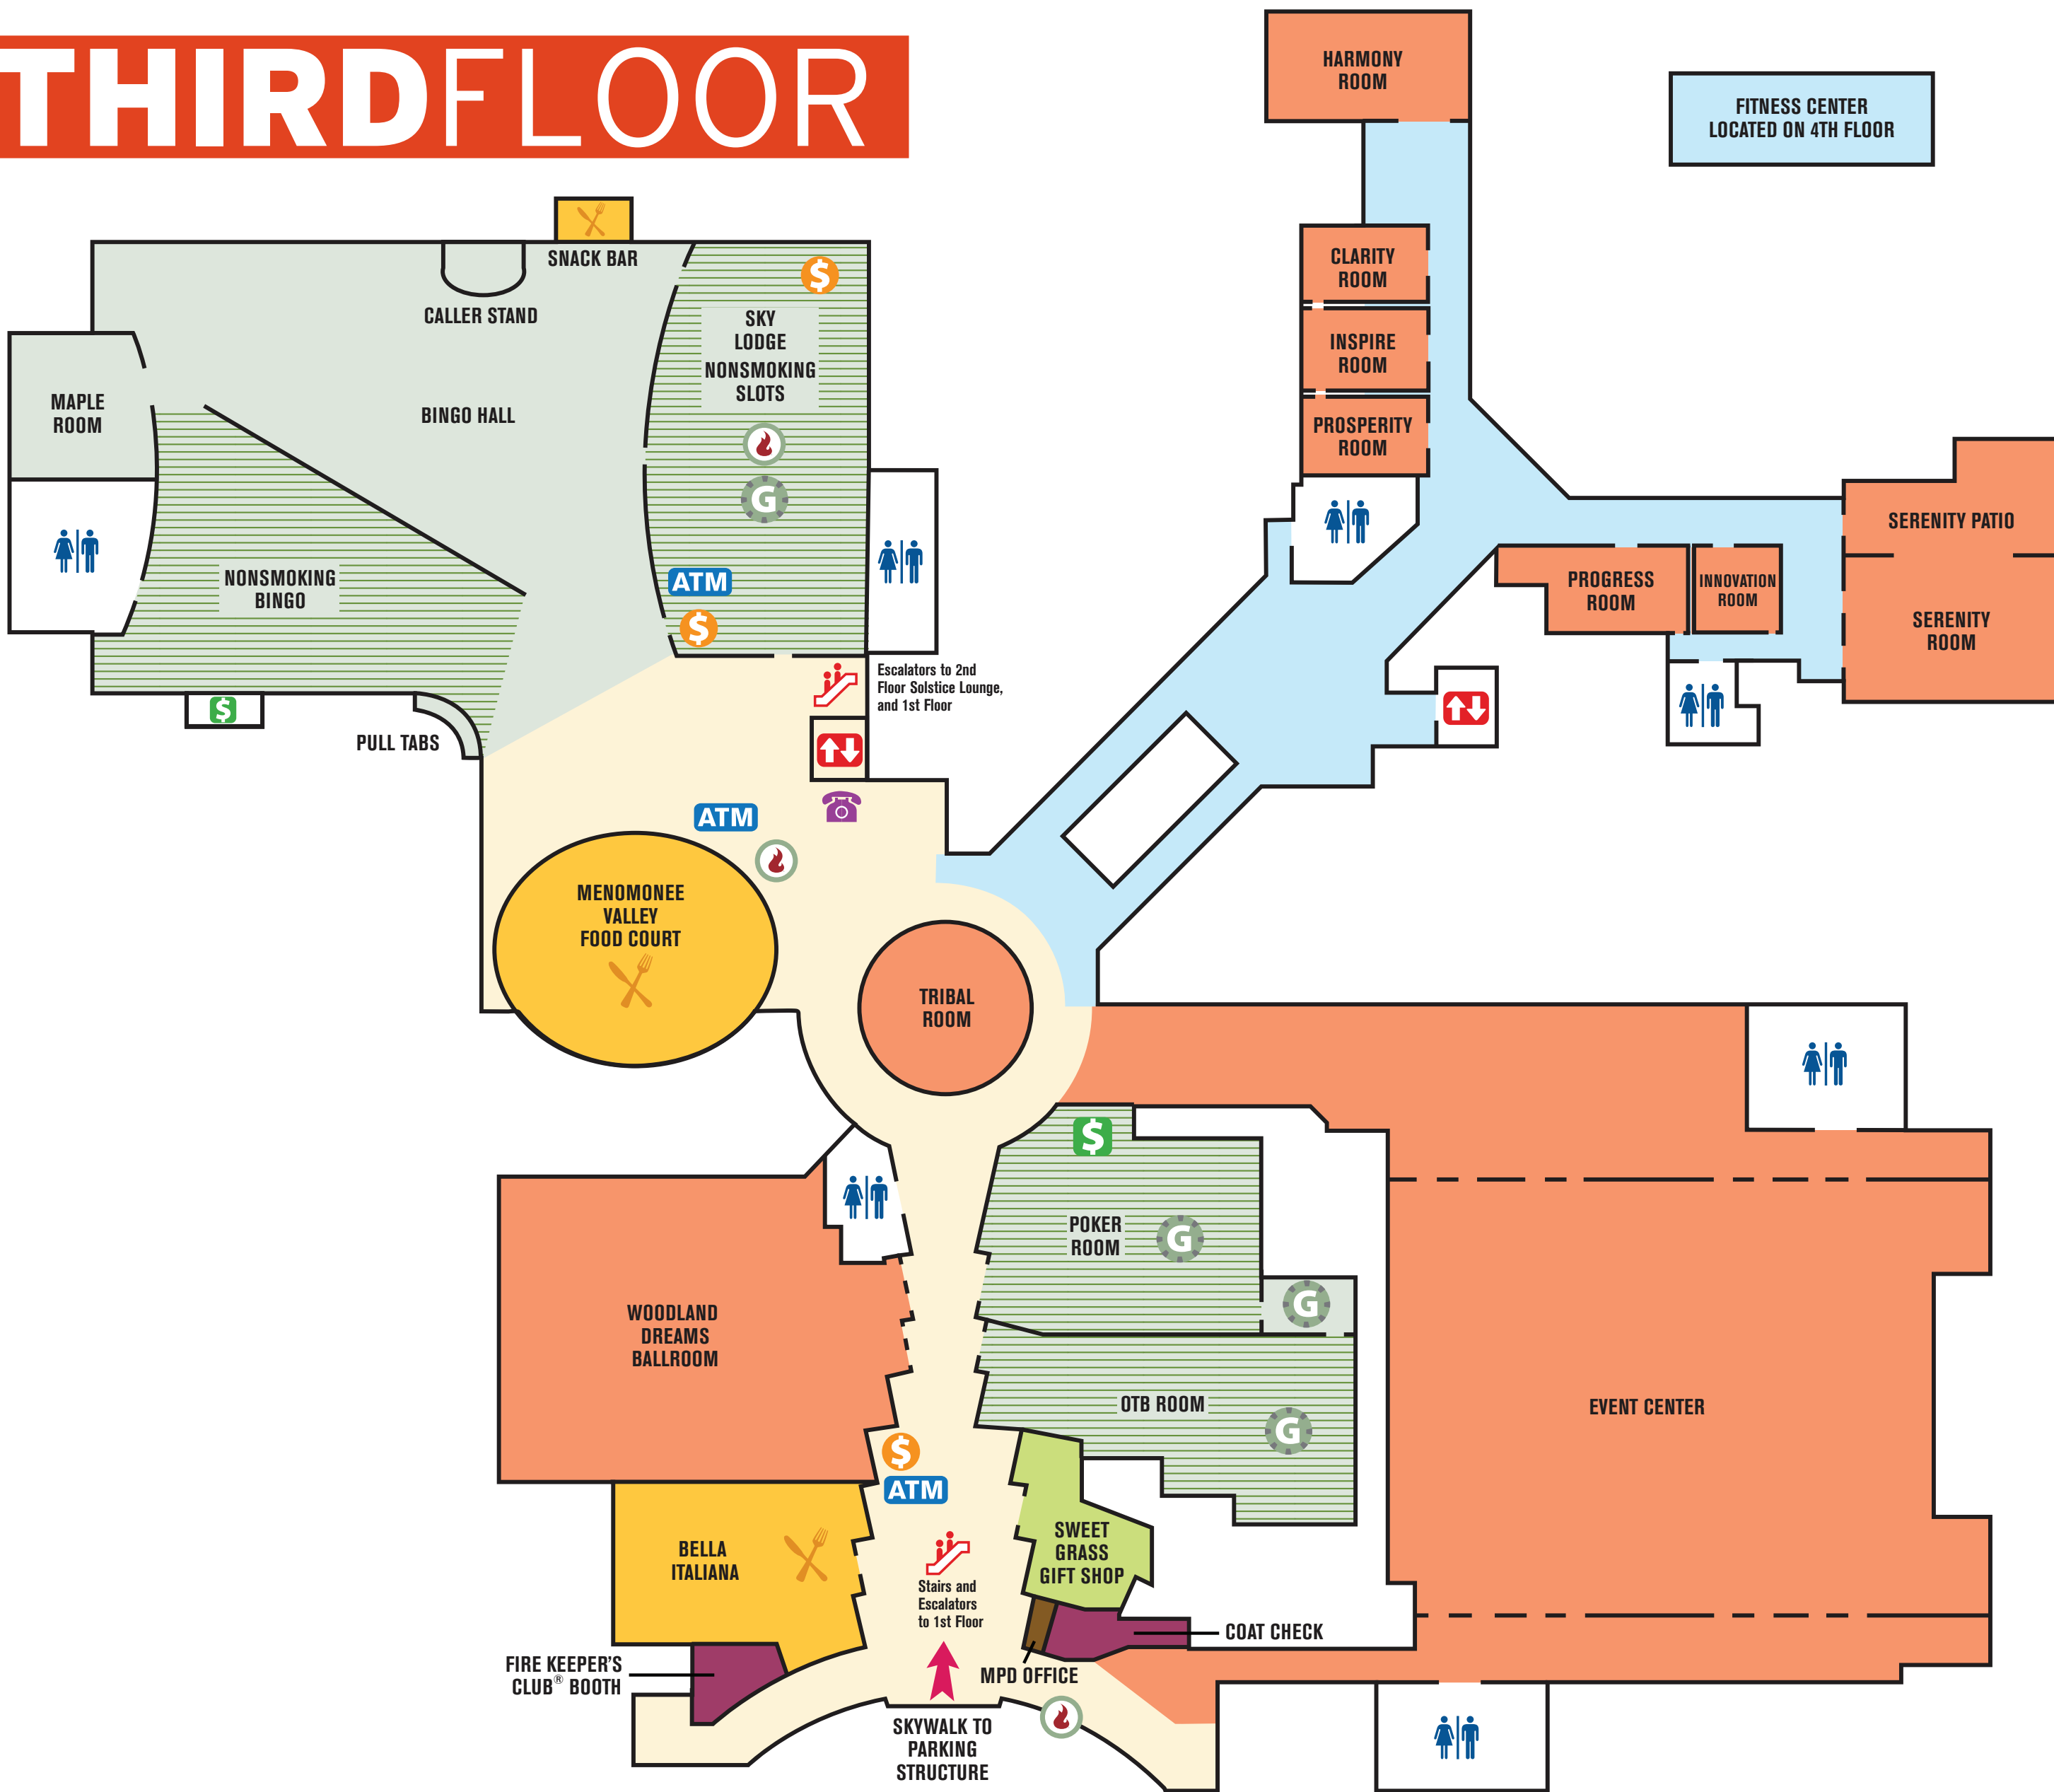 THIRDFLOOR
HARMONY
ROOM
FITNESS CENTER
LOCATED ON 4TH FLOOR
SNACK BAR
CALLER STAND
$
SKY
LODGE
NONSMOKING
SLOTS
CLARITY
ROOM
INSPIRE
ROOM
PROSPERITY
ROOM
MAPLE
ROOM
BINGO HALL
G
NONSMOKING
BINGO
ATM
$
SERENITY PATIO
PROGRESS
ROOM
INNOVATION
ROOM
SERENITY
ROOM
Escalators to 2nd
Floor Solstice Lounge,
and 1st Floor
$
PULL TABS
ATM
MENOMONEE
VALLEY
FOOD COURT
TRIBAL
ROOM
$
POKER
ROOM
G
G
WOODLAND
DREAMS
BALLROOM
OTB ROOM
G
EVENT CENTER
$
ATM
BELLA
ITALIANA
SWEET
GRASS
GIFT SHOP
Stairs and
Escalators
to 1st Floor
COAT CHECK
FIRE KEEPER'S
CLUB® BOOTH
MPD OFFICE
SKYWALK TO
PARKING
STRUCTURE